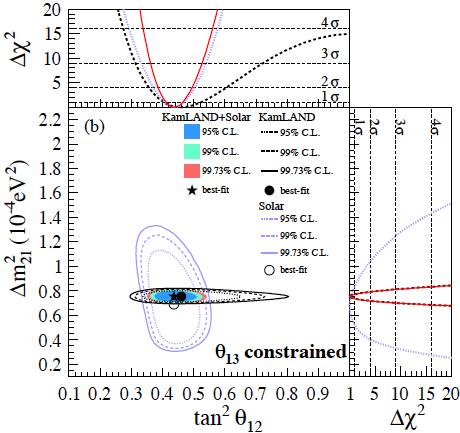 20
15
10
5
Δχ²
4σ
3σ
2σ
1σ
(b)
KamLAND+Solar
95% C.L.
99% C.L.
99.73% C.L.
best-fit
KamLAND
95% C.L.
99% C.L.
99.73% C.L.
best-fit
Solar
95% C.L.
99% C.L.
99.73% C.L.
best-fit
θ₁₃ constrained
Δm²₂₁ (10⁻⁴eV²)
2.2
2
1.8
1.6
1.4
1.2
1
0.8
0.6
0.4
0.2
0.1 0.2 0.3 0.4 0.5 0.6 0.7 0.8 0.9
tan² θ₁₂
1σ 2σ 3σ 4σ
1 5 10 15 20
Δχ²